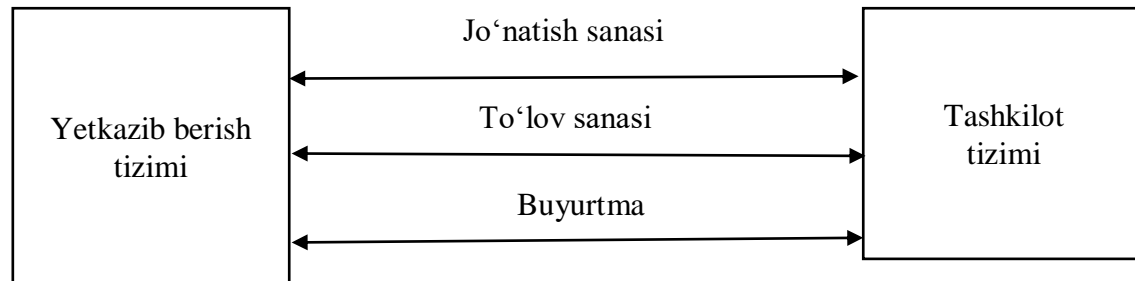 Jo‘natish sanasi
Yetkazib berish
tizimi
To‘lov sanasi
Buyurtma
Tashkilot
tizimi